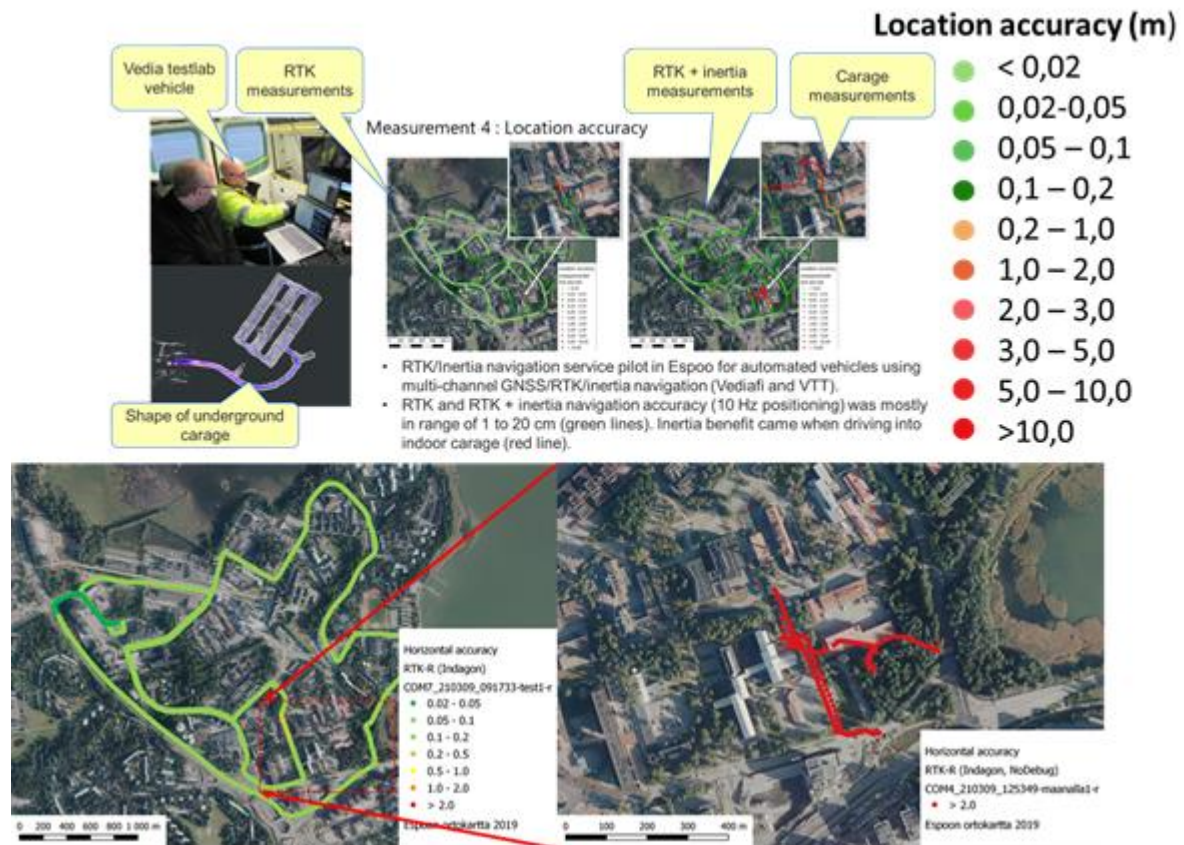 Location accuracy (m)
< 0,02
0,02-0,05
0,05 – 0,1
0,1 – 0,2
0,2 – 1,0
1,0 – 2,0
2,0 – 3,0
3,0 – 5,0
5,0 – 10,0
>10,0
Vedia testlab
vehicle
RTK
measurements
RTK + inertia
measurements
Carage
measurements
Measurement 4 : Location accuracy
Location accuracy
Location accuracy
Shape of underground
carage
• RTK/Inertia navigation service pilot in Espoo for automated vehicles using
multi-channel GNSS/RTK/inertia navigation (Vediafi and VTT).
• RTK and RTK + inertia navigation accuracy (10 Hz positioning) was mostly
in range of 1 to 20 cm (green lines). Inertia benefit came when driving into
indoor carage (red line).
Horizontal accuracy
RTK-R (Indagon)
COM7_210309_091733-test1-r
0.02 - 0.05
0.05 - 0.1
0.1 - 0.2
0.2 - 0.5
0.5 - 1.0
1.0 - 2.0
> 2.0
Espoon ortokartta 2019
0 200 400 600 800 1 000 m
Horizontal accuracy
RTK-R (Indagon, NoDebug)
COM4_210309_125349-maanalla1-r
> 2.0
Espoon ortokartta 2019
0 100 200 300 400 m